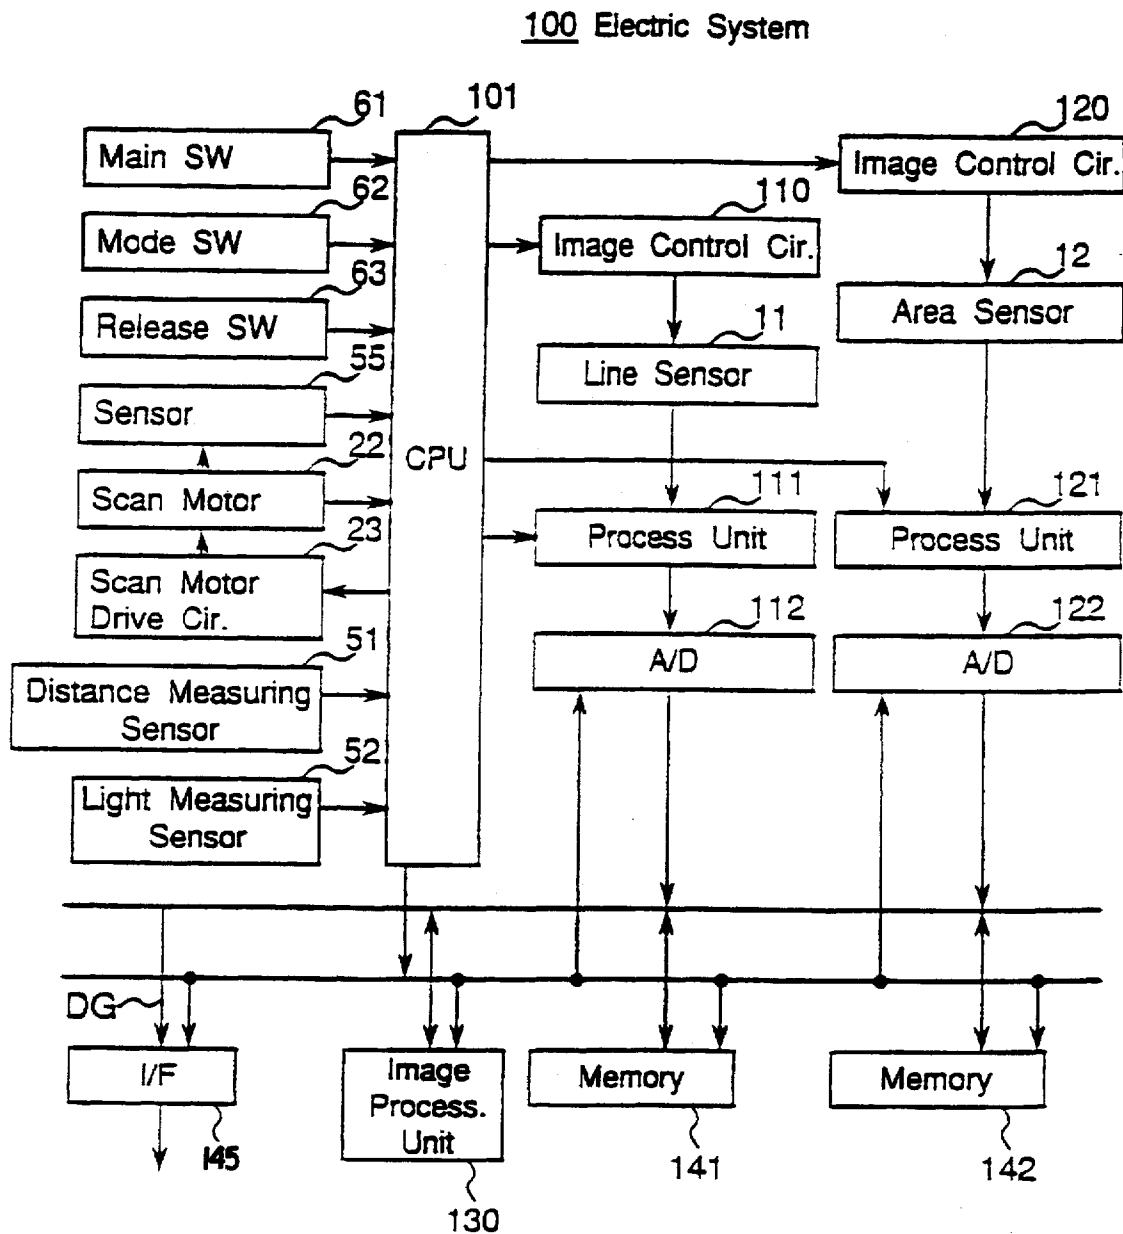 100 Electric System
61
101
120
Main SW
Image Control Cir.
62
110
Mode SW
Image Control Cir.
63
12
Release SW
Area Sensor
55
11
Sensor
Line Sensor
22
CPU
Scan Motor
111
121
23
Process Unit
Process Unit
Scan Motor
Drive Cir.
112
122
51
A/D
A/D
Distance Measuring
Sensor
52
Light Measuring
Sensor
DG
I/F
Image
Process.
Unit
Memory
Memory
145
141
142
130